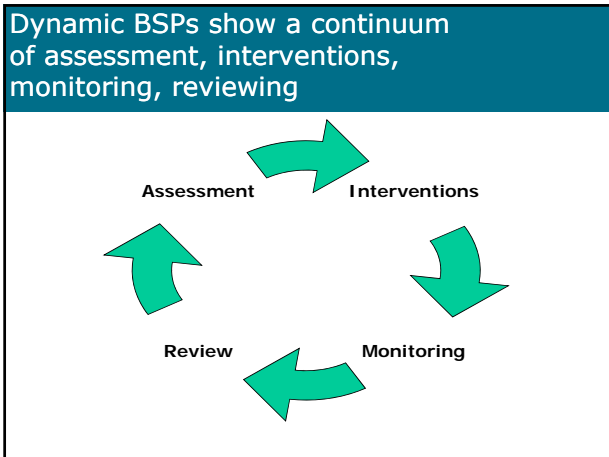 Dynamic BSPs show a continuum
of assessment, interventions,
monitoring, reviewing
Assessment
Interventions
Review
Monitoring